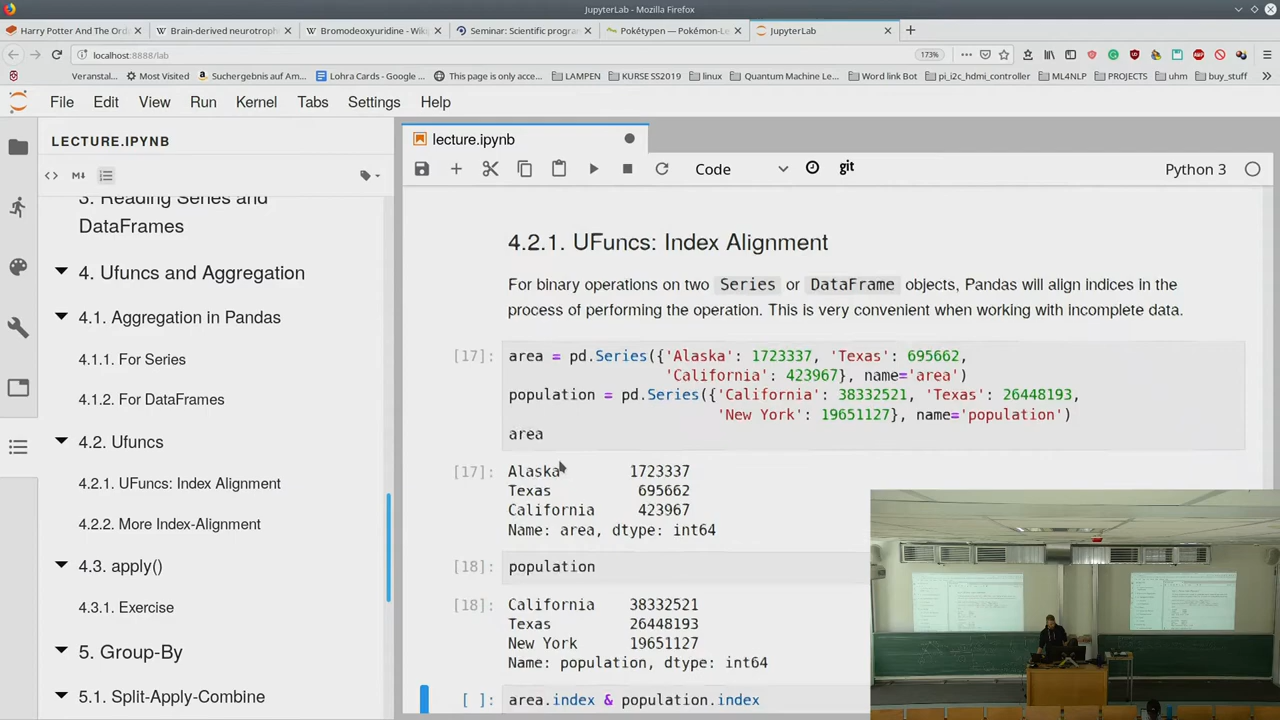 JupyterLab - Mozilla Firefox
Harry Potter And The Ord
Brain-derived neurotroph
Bromodeoxyuridine - Wikip
Seminar: Scientific progran
Pokétypen — Pokémon-Le
JupyterLab
localhost:8888/lab
173%
Veranstal...
Most Visited
Suchergebnis auf Am...
Lohra Cards - Google ...
This page is only acce...
LAMPEN
KURSE SS2019
linux
Quantum Machine Le...
Word link Bot
pi_i2c_hdmi_controller
ML4NLP
PROJECTS
uhm
buy_stuff
File Edit View Run Kernel Tabs Settings Help
LECTURE.IPYNB
3. Reading Series and
DataFrames
4. Ufuncs and Aggregation
4.1. Aggregation in Pandas
4.1.1. For Series
4.1.2. For DataFrames
4.2. Ufuncs
4.2.1. UFuncs: Index Alignment
4.2.2. More Index-Alignment
4.3. apply()
4.3.1. Exercise
5. Group-By
5.1. Split-Apply-Combine
lecture.ipynb
Code
git
Python 3
4.2.1. UFuncs: Index Alignment
For binary operations on two Series or DataFrame objects, Pandas will align indices in the
process of performing the operation. This is very convenient when working with incomplete data.
[17]: area = pd.Series({'Alaska': 1723337, 'Texas': 695662,
'California': 423967}, name='area')
population = pd.Series({'California': 38332521, 'Texas': 26448193,
'New York': 19651127}, name='population')
area
[17]: Alaska 1723337
Texas 695662
California 423967
Name: area, dtype: int64
[18]: population
[18]: California 38332521
Texas 26448193
New York 19651127
Name: population, dtype: int64
[ ]: area.index & population.index